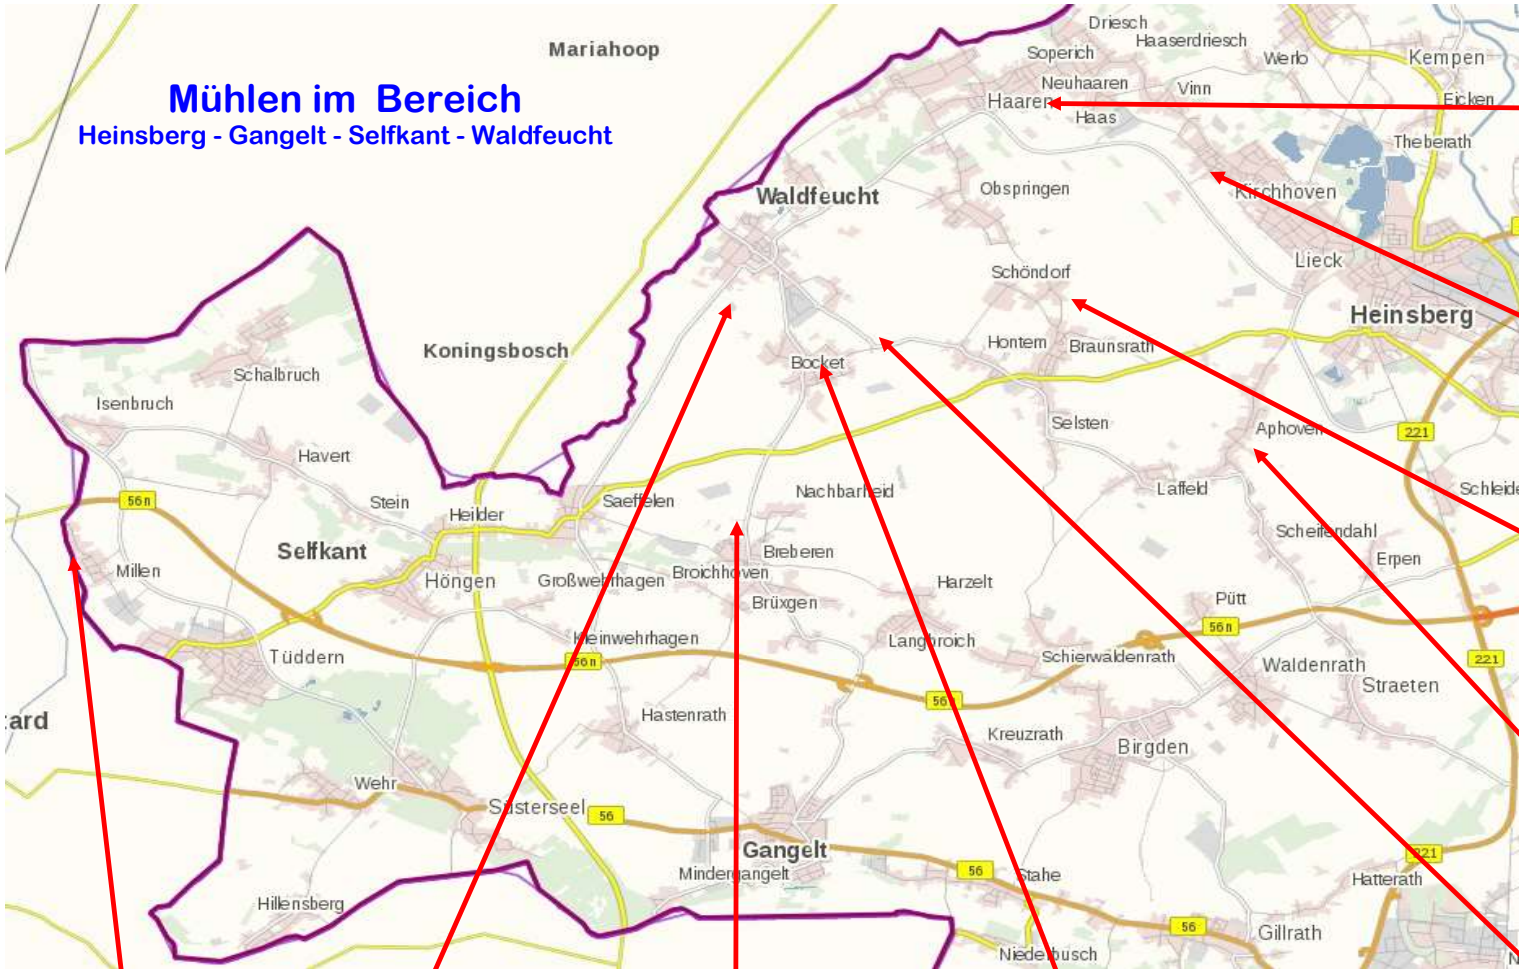 Mühlen im Bereich
Heinsberg - Gangelt - Selfkant - Waldfeucht
Mariahoop
Driesch
Soperich
Haaserdriesch
Werlo
Kempen
Neuhaaren
Vinn
Haaren
Eicken
Haas
Theberath
Waldfeucht
Obspringen
Kirchhoven
Lieck
Schöndorf
Heinsberg
Koningsbosch
Hontem
Braunsrath
Bocket
Schalbruch
Isenbruch
Selsten
Aphoven
221
Havert
Stein
Nachbarheid
Laffeld
Schleide
56n
Saeffelen
Heilder
Scheifendahl
Selfkant
Breberen
Erpen
Millen
Höngen
Großwehrhagen
Broichhoven
Harzelt
Brüxgen
Pütt
56n
Kleinwehrhagen
Langbroich
Tüddern
56n
Schierwaldenrath
Waldenrath
221
Straeten
56n
zard
Hastenrath
Kreuzrath
Birgden
Wehr
Süsterseel
56
Gangelt
221
Mindergangelt
56
Stahe
Hatterath
Hillensberg
56
Gillrath
Niederbusch
N